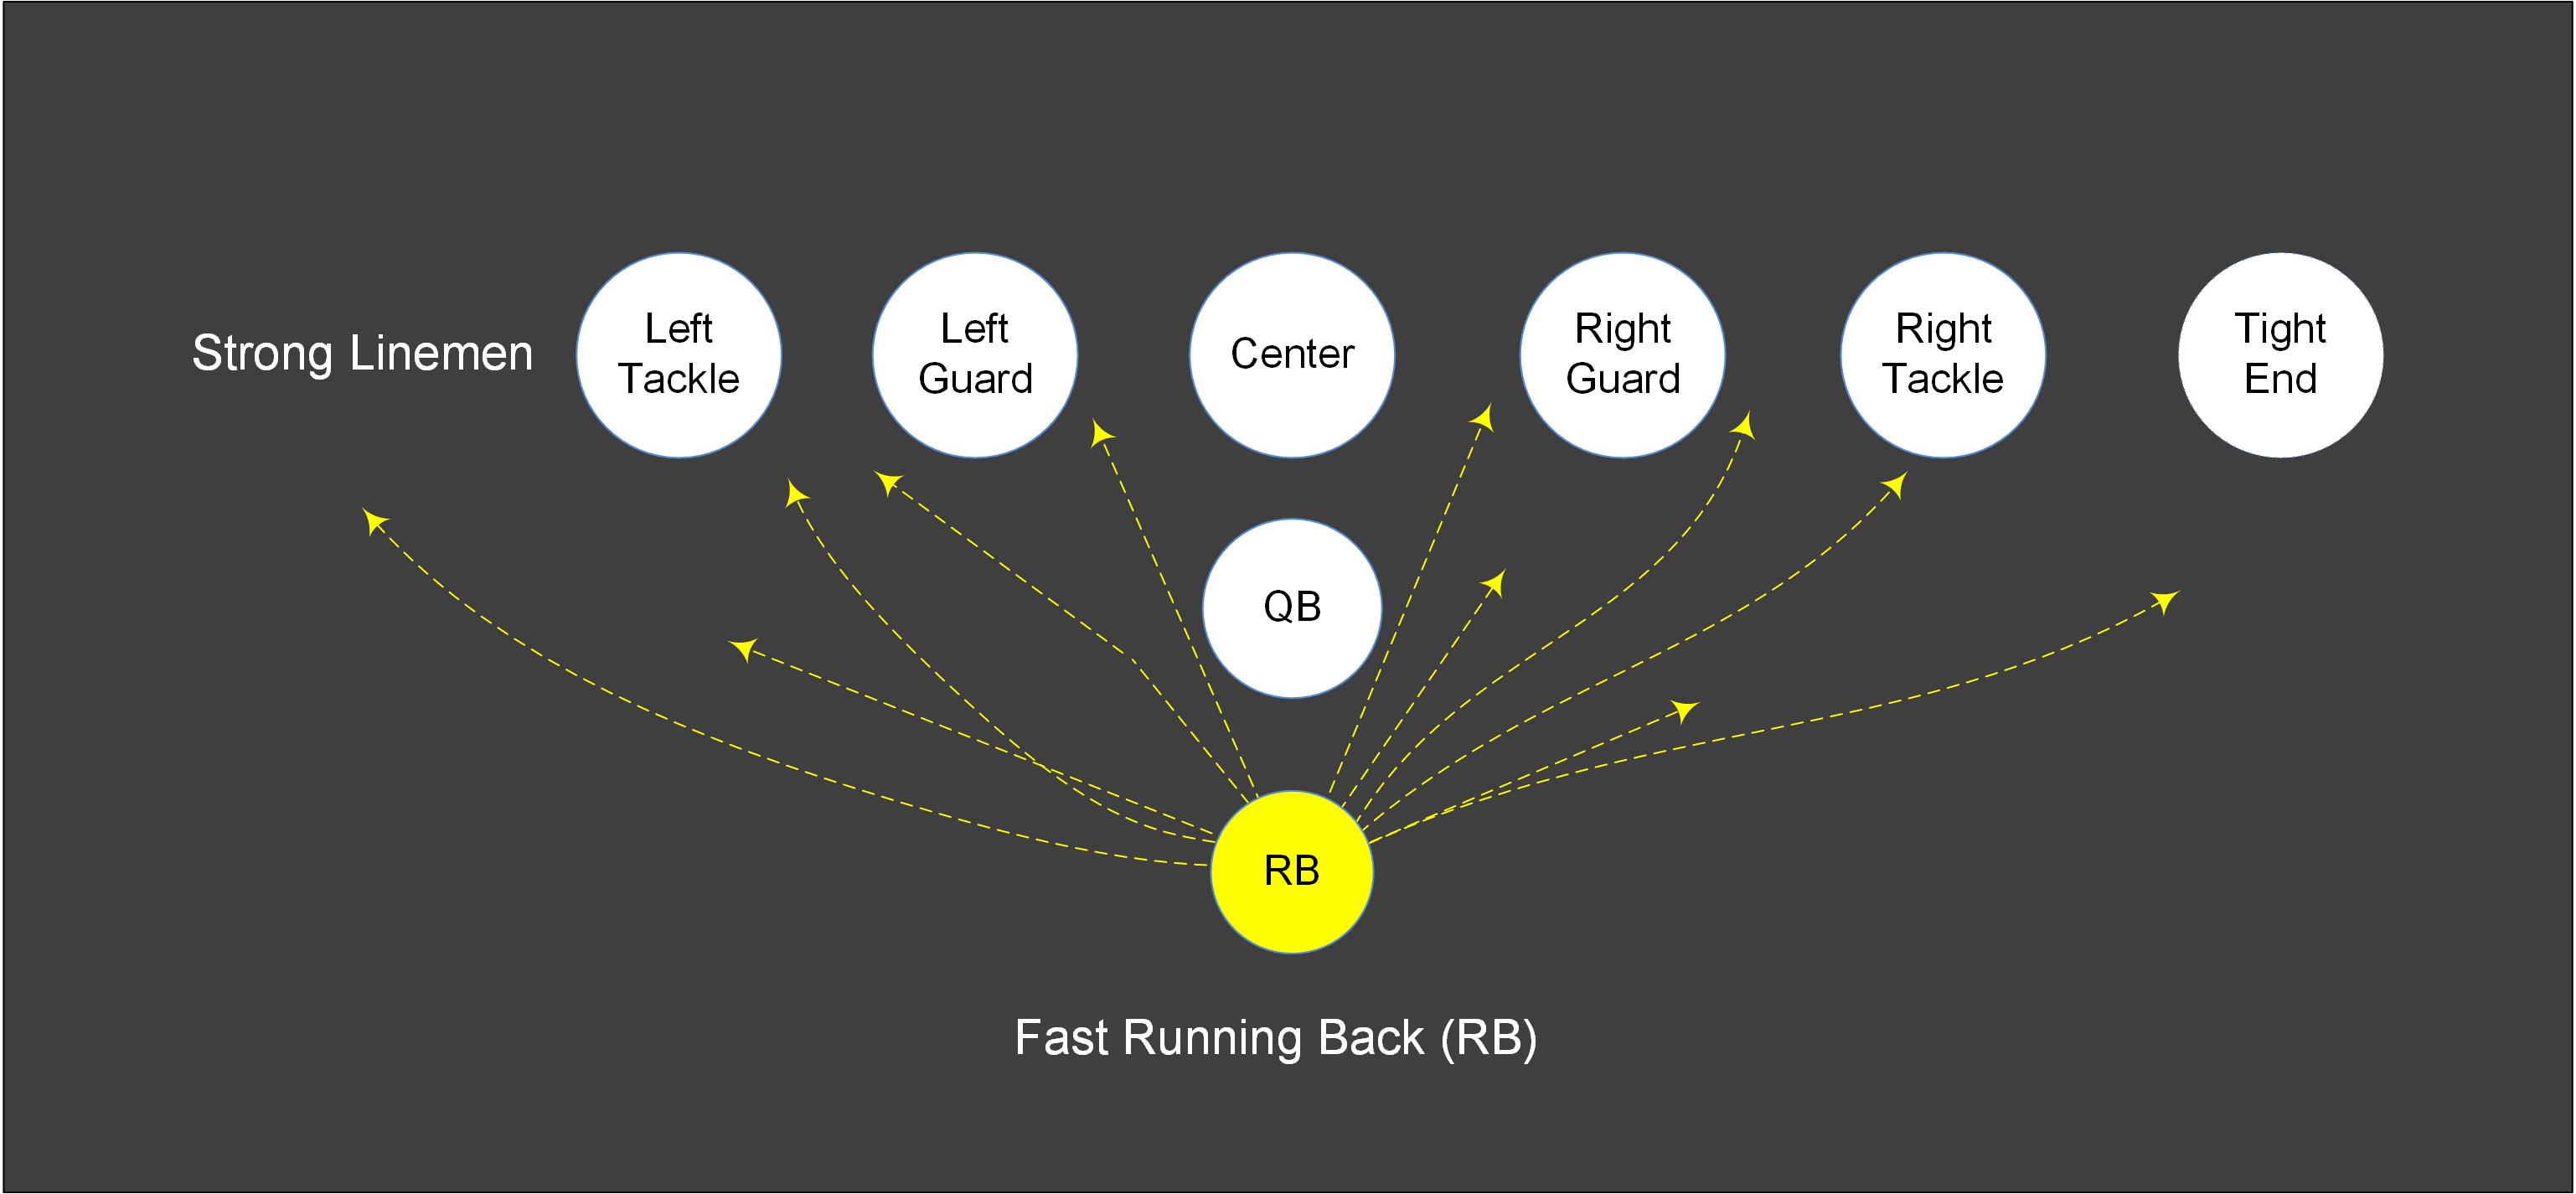 Strong Linemen
Left
Tackle
Left
Guard
Center
Right
Guard
Right
Tackle
Tight
End
QB
RB
Fast Running Back (RB)